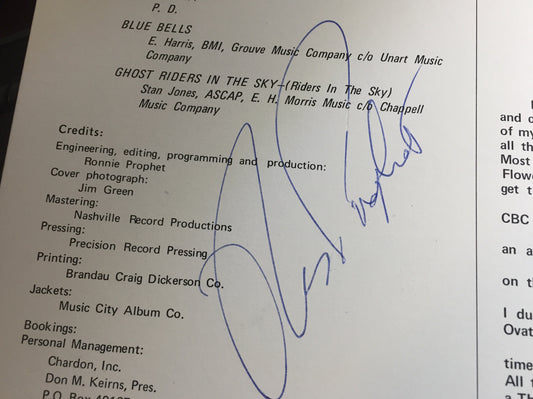 P. D.
BLUE BELLS
E. Harris, BMI, Grouve Music Company c/o Unart Music
Company
GHOST RIDERS IN THE SKY—(Riders In The Sky)
Stan Jones, ASCAP, E. H. Morris Music c/o Chappell
Music Company
Credits:
Engineering, editing, programming and production:
Ronnie Prophet
Cover photograph:
Jim Green
Mastering:
Nashville Record Productions
Pressing:
Precision Record Pressing
Printing:
Brandau Craig Dickerson Co.
Jackets:
Music City Album Co.
Bookings:
Personal Management:
Chardon, Inc.
Don M. Keirns, Pres.
P.O. Box
and
of my
all th
Most
Flowe
get t
CBC
an a
on t
I du
Ovat
time
All t
a Th
Prophet